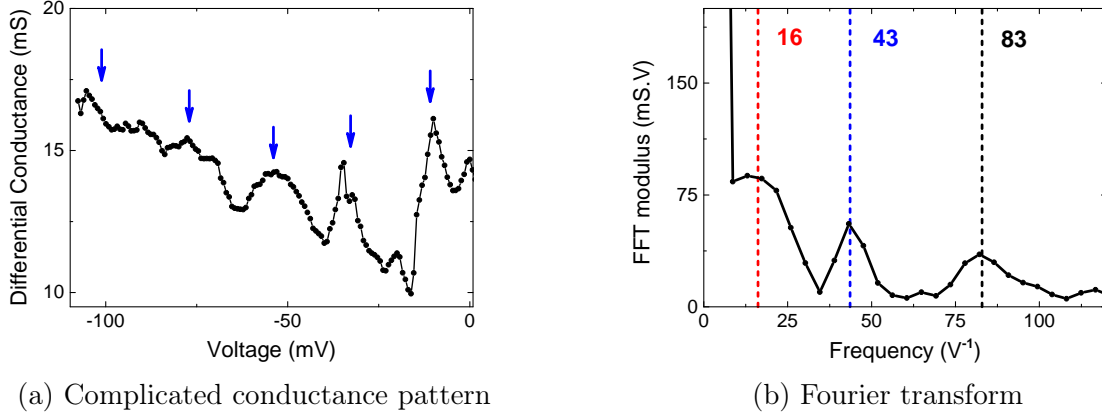 20
15
10
Differential Conductance (mS)
-100
-50
0
Voltage (mV)
(a) Complicated conductance pattern
16
43
83
150
75
0
FFT modulus (mS.V)
0
25
50
75
100
Frequency (V⁻¹)
(b) Fourier transform